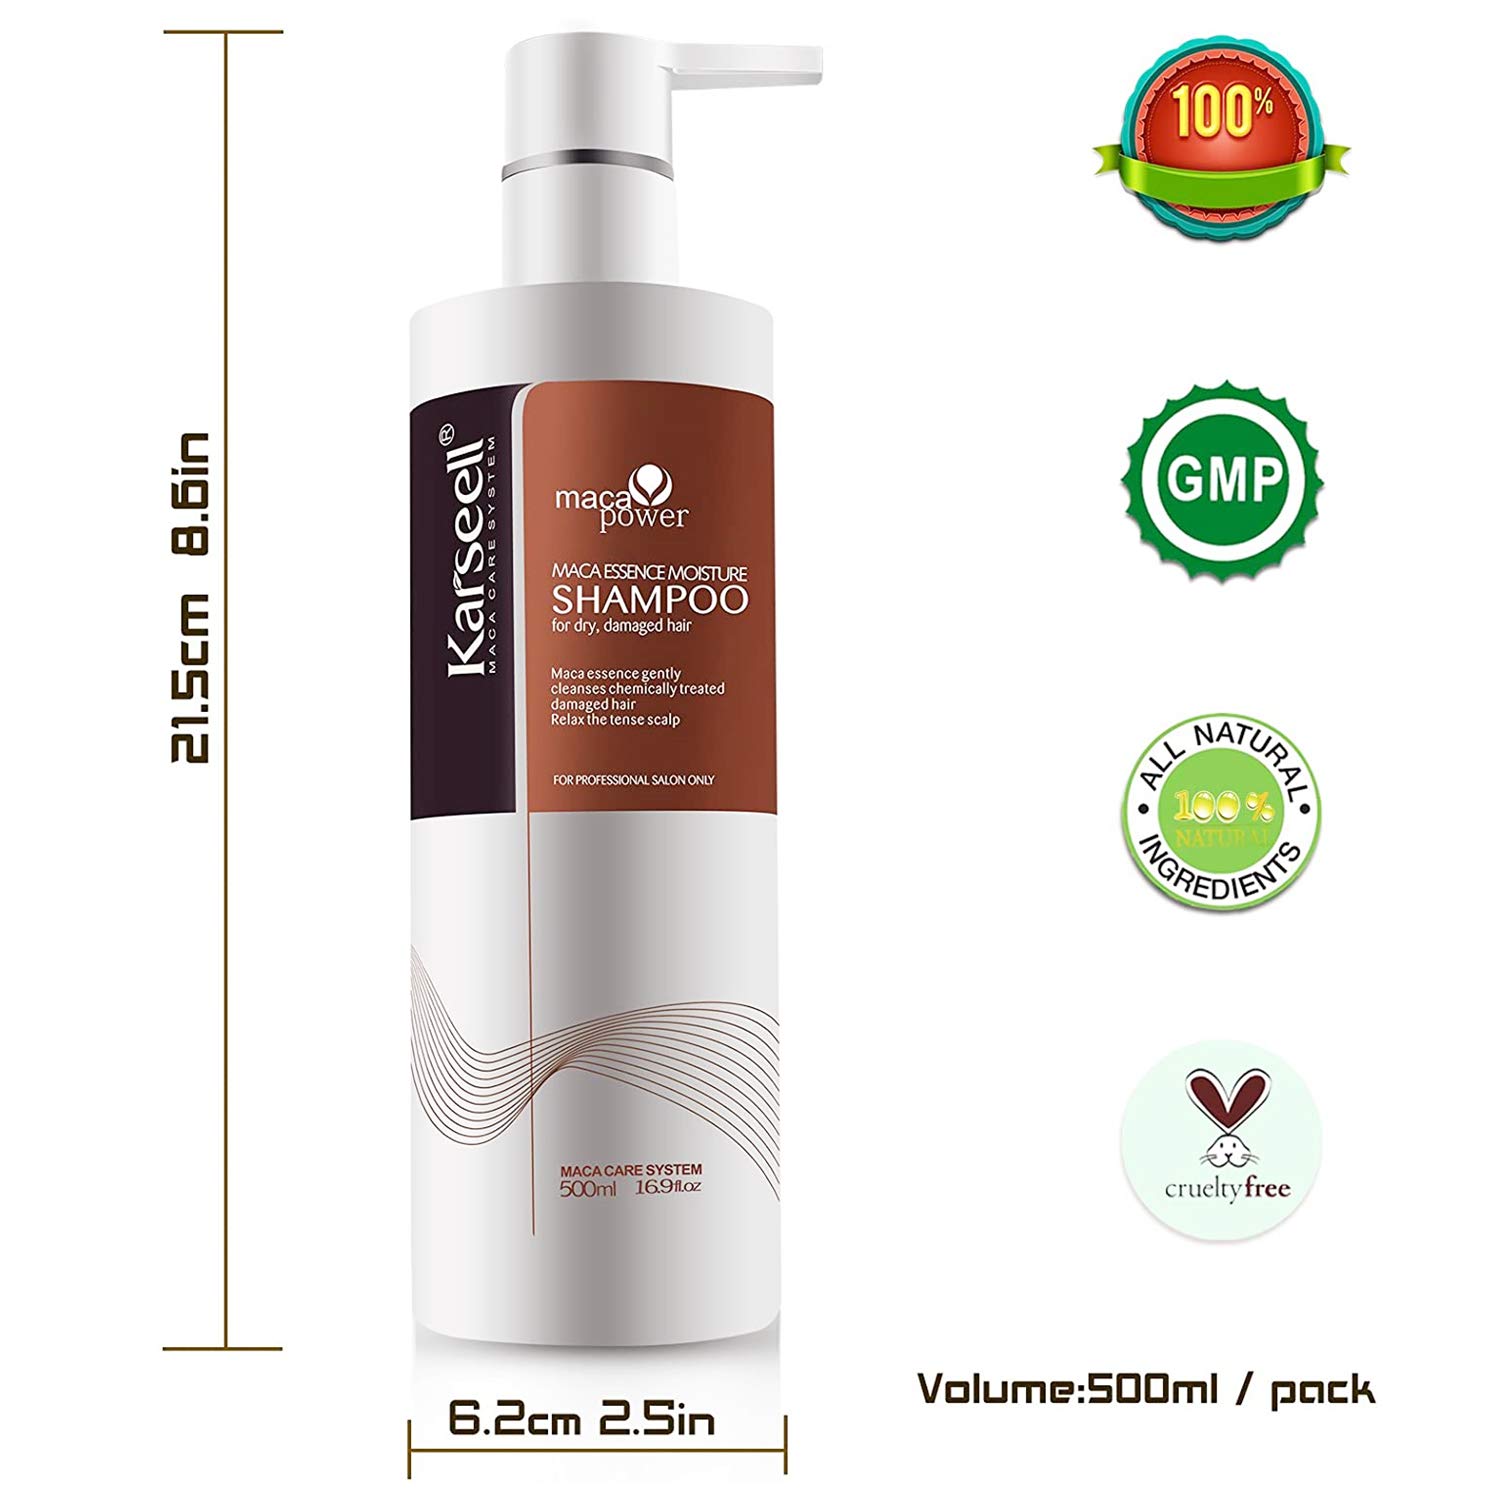 21.5cm 8.6in
Karseell®
MACA CARE SYSTEM
maca
power
MACA ESSENCE MOISTURE
SHAMPOO
for dry, damaged hair
Maca essence gently
cleanses chemically treated
damaged hair
Relax the tense scalp
FOR PROFESSIONAL SALON ONLY
MACA CARE SYSTEM
500ml 16.9fl.oz
6.2cm 2.5in
100%
GMP
ALL NATURAL
100%
NATURAL
INGREDIENTS
crueltyfree
Volume:500ml / pack